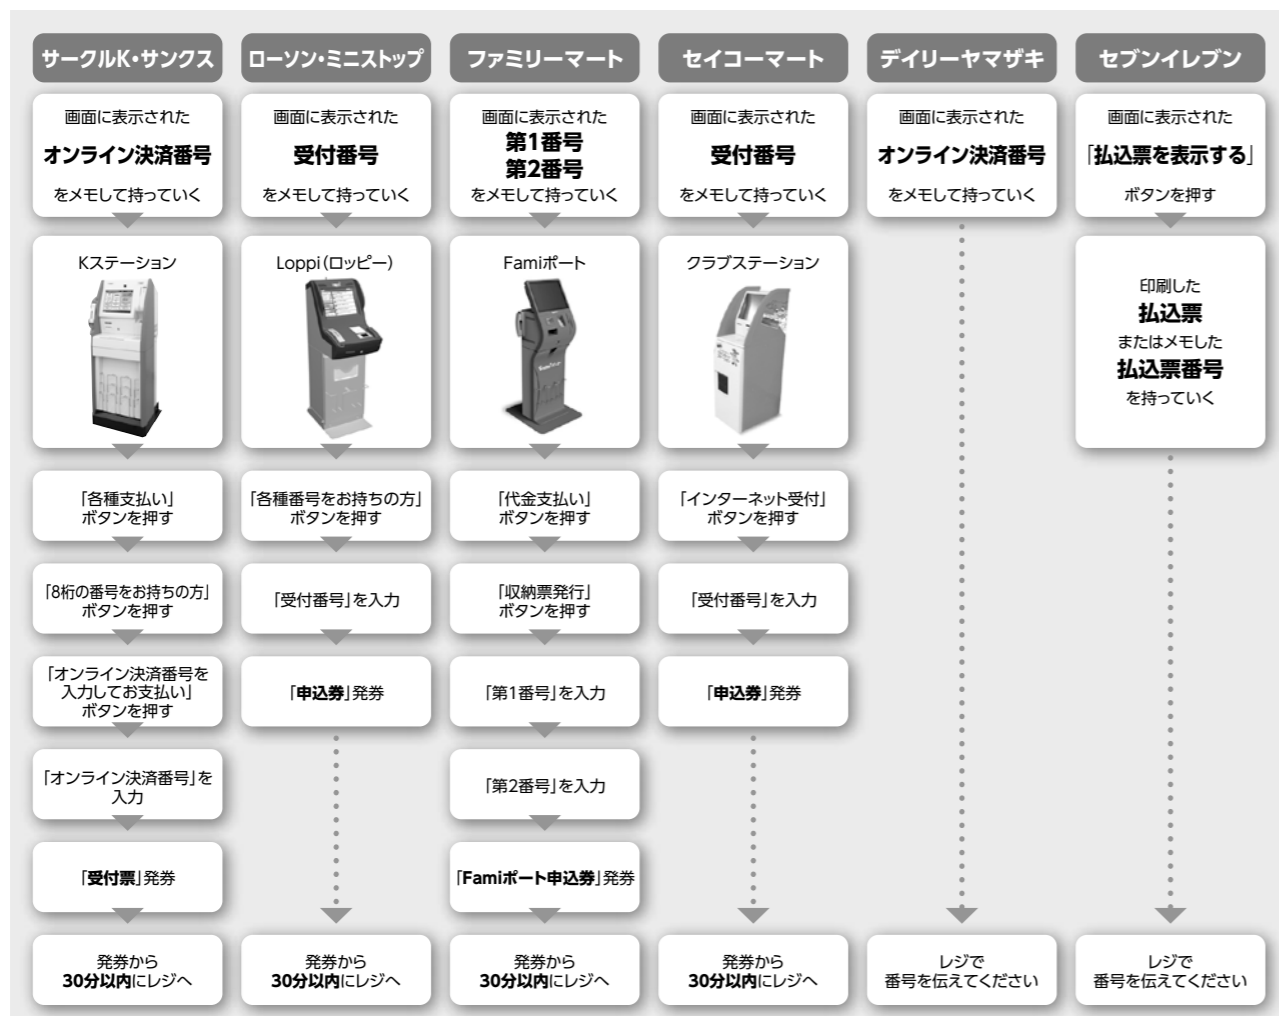 サークルK・サンクス
画面に表示された
オンライン決済番号
をメモして持っていく
Kステーション
「各種支払い」
ボタンを押す
「8桁の番号をお持ちの方」
ボタンを押す
「オンライン決済番号を
入力してお支払い」
ボタンを押す
「オンライン決済番号」を
入力
「受付票」発券
発券から
30分以内にレジへ
ローソン・ミニストップ
画面に表示された
受付番号
をメモして持っていく
Loppi(ロッピー)
「各種番号をお持ちの方」
ボタンを押す
「受付番号」を入力
「申込券」発券
発券から
30分以内にレジへ
ファミリーマート
画面に表示された
第1番号
第2番号
をメモして持っていく
Famiポート
「代金支払い」
ボタンを押す
「収納票発行」
ボタンを押す
「第1番号」を入力
「第2番号」を入力
「Famiポート申込券」発券
発券から
30分以内にレジへ
セイコーマート
画面に表示された
受付番号
をメモして持っていく
クラブステーション
「インターネット受付」
ボタンを押す
「受付番号」を入力
「申込券」発券
発券から
30分以内にレジへ
デイリーヤマザキ
画面に表示された
オンライン決済番号
をメモして持っていく
レジで
番号を伝えてください
セブンイレブン
画面に表示された
「払込票を表示する」
ボタンを押す
印刷した
払込票
またはメモした
払込票番号
を持っていく
レジで
番号を伝えてください